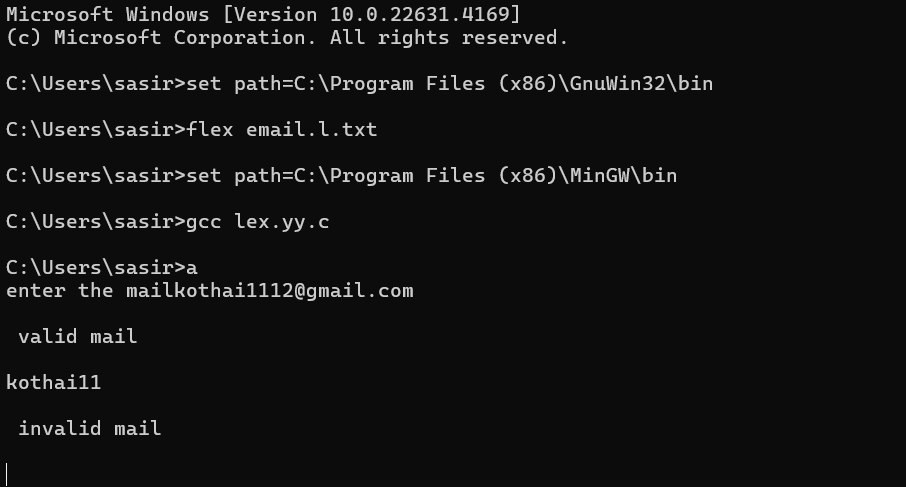 Microsoft Windows [Version 10.0.22631.4169]
(c) Microsoft Corporation. All rights reserved.
C:\Users\sasir>set path=C:\Program Files (x86)\GnuWin32\bin
C:\Users\sasir>flex email.l.txt
C:\Users\sasir>set path=C:\Program Files (x86)\MinGW\bin
C:\Users\sasir>gcc lex.yy.c
C:\Users\sasir>a
enter the mailkothai1112@gmail.com
valid mail
kothai11
invalid mail